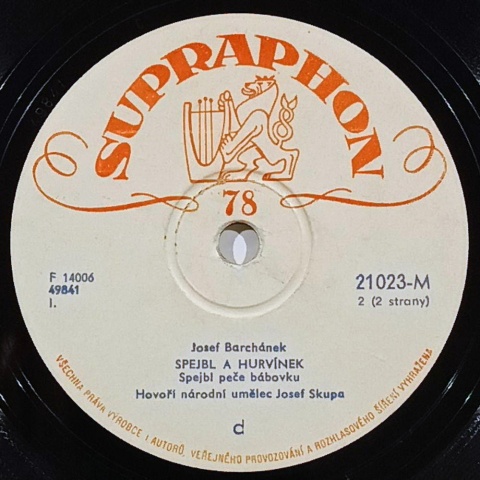 SUPRAPHON
78
F 14006
49841
I.
21023-M
2 (2 strany)
Josef Barchánek
SPEJBL A HURVÍNEK
Spejbl peče bábovku
Hovoří národní umělec Josef Skupa
d
VŠECHNA PRÁVA VÝROBCE I AUTORŮ, VEŘEJNÉHO PROVOZOVÁNÍ A ROZHLASOVÉHO ŠÍŘENÍ VYHRAŽENA